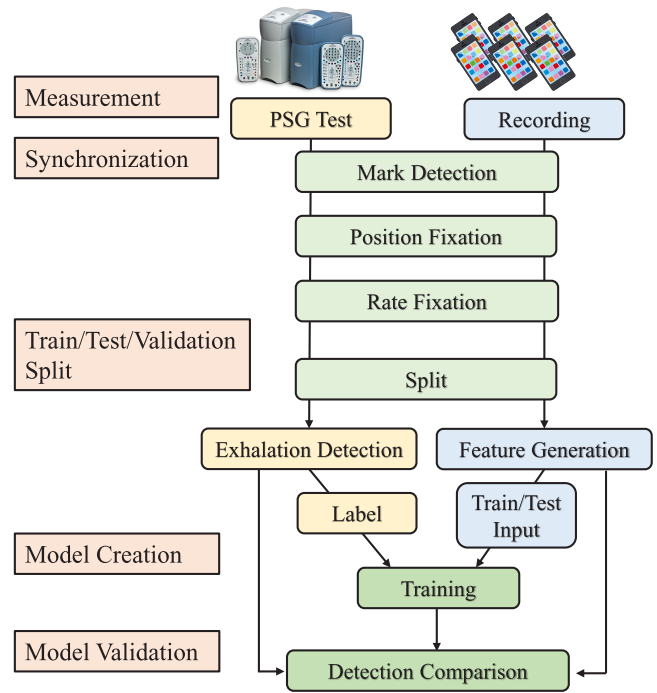 Measurement
PSG Test
Recording
Synchronization
Mark Detection
Position Fixation
Rate Fixation
Train/Test/Validation
Split
Split
Exhalation Detection
Feature Generation
Label
Train/Test
Input
Model Creation
Training
Model Validation
Detection Comparison